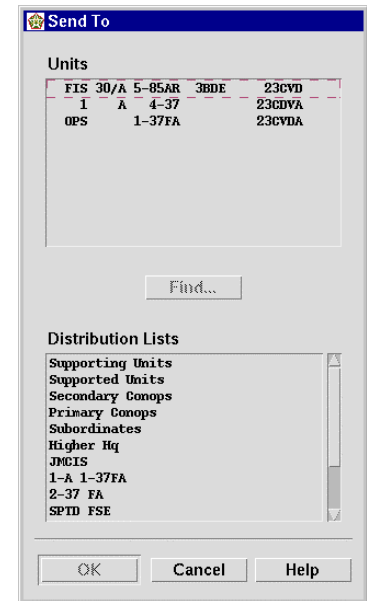 Send To
Units
FIS 30/A 5-85AR 3BDE 23CVD
1 A 4-37 23CDVA
OPS 1-37FA 23CVDA
Find...
Distribution Lists
Supporting Units
Supported Units
Secondary Conops
Primary Conops
Subordinates
Higher Hq
JMCIS
1-A 1-37FA
2-37 FA
SPTD FSE
OK Cancel Help